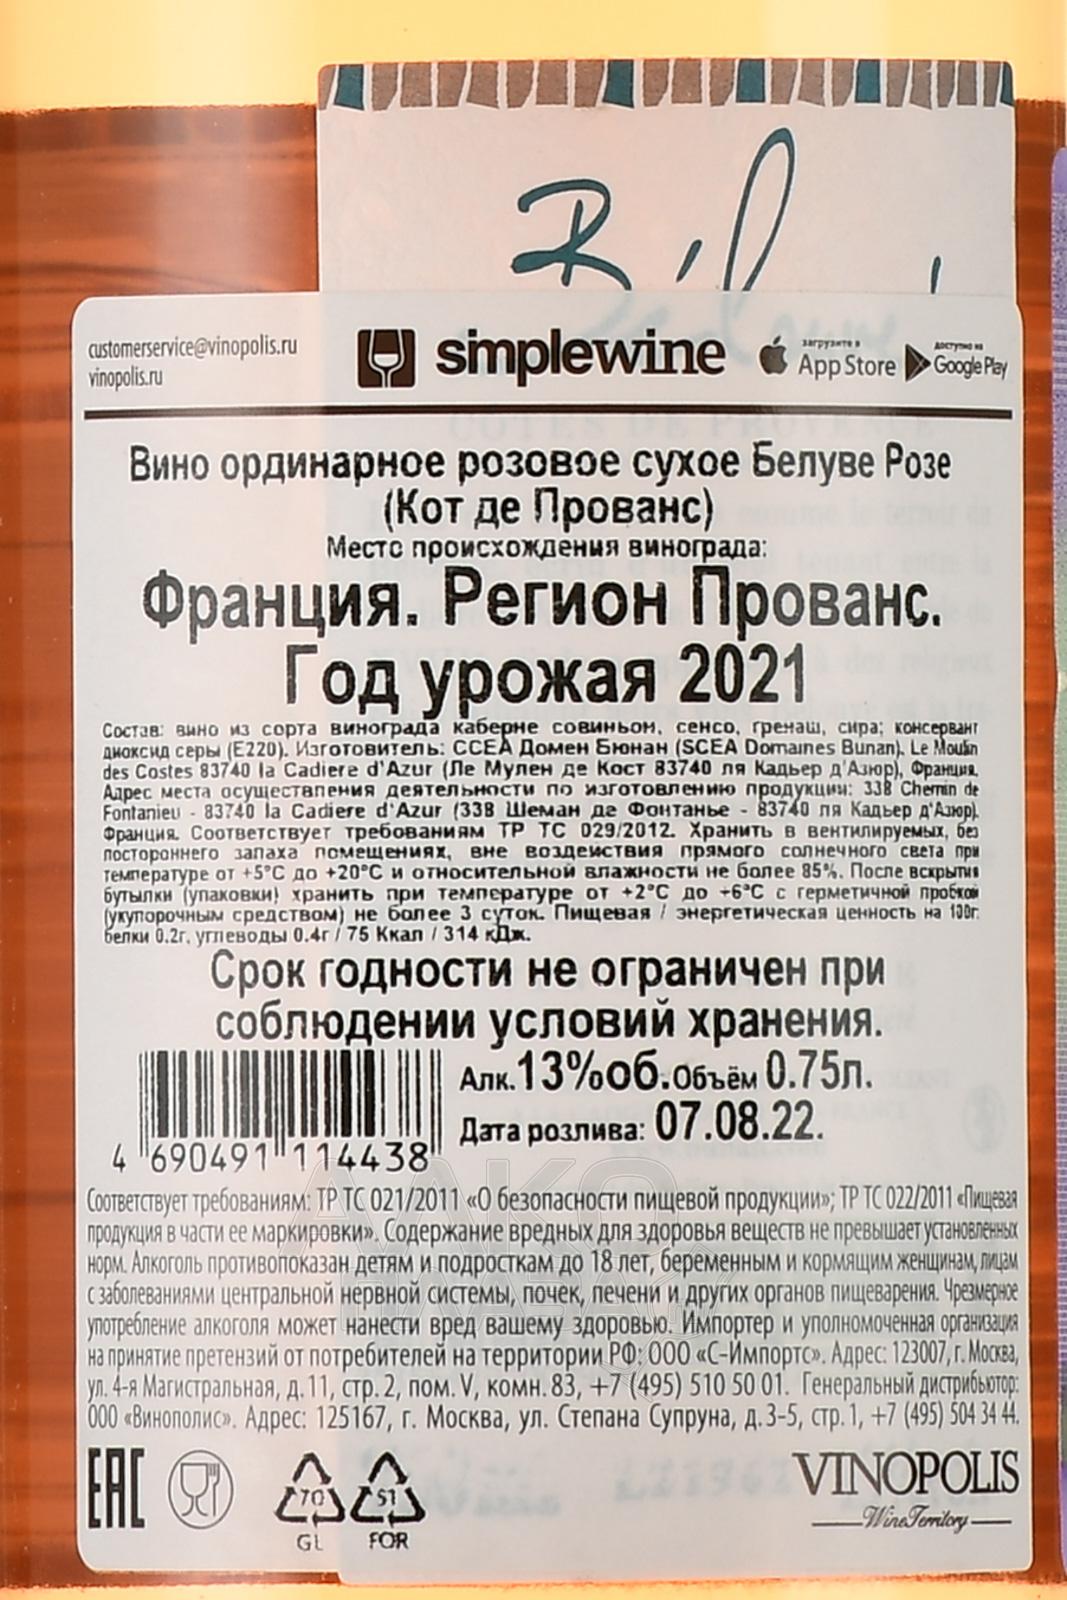 customerservice@vinopolis.ru
vinopolis.ru
simplewine
загрузите в
App Store
доступно на
Google Play
CÔTES DE PROVENCE
Вино ординарное розовое сухое Белуве Розе
(Кот де Прованс)
Место происхождения винограда:
Франция. Регион Прованс.
Год урожая 2021
Состав: вино из сорта винограда каберне совиньон, сенсо, гренаш, сира; консервант
диоксид серы (Е220). Изготовитель: ССЕА Домен Бюнан (SCEA Domaines Bunan), Le Moulin
des Costes 83740 la Cadiere d'Azur (Ле Мулен де Кост 83740 ля Кадьер д'Азюр), Франция.
Адрес места осуществления деятельности по изготовлению продукции: 338 Chemin de
Fontanieu - 83740 la Cadiere d'Azur (338 Шеман де Фонтанье - 83740 ля Кадьер д'Азюр),
Франция. Соответствует требованиям ТР ТС 029/2012. Хранить в вентилируемых, без
постороннего запаха помещениях, вне воздействия прямого солнечного света при
температуре от +5°С до +20°С и относительной влажности не более 85%. После вскрытия
бутылки (упаковки) хранить при температуре от +2°С до +6°С с герметичной пробкой
(укупорочным средством) не более 3 суток. Пищевая / энергетическая ценность на 100г:
белки 0.2г, углеводы 0.4г / 75 Ккал / 314 кДж.
Срок годности не ограничен при
соблюдении условий хранения.
Алк.13%об.Объём 0.75л.
Дата розлива: 07.08.22.
4 690491 114438
Соответствует требованиям: ТР ТС 021/2011 «О безопасности пищевой продукции»; ТР ТС 022/2011 «Пищевая
продукция в части ее маркировки». Содержание вредных для здоровья веществ не превышает установленных
норм. Алкоголь противопоказан детям и подросткам до 18 лет, беременным и кормящим женщинам, лицам
с заболеваниями центральной нервной системы, почек, печени и других органов пищеварения. Чрезмерное
употребление алкоголя может нанести вред вашему здоровью. Импортер и уполномоченная организация
на принятие претензий от потребителей на территории РФ: ООО «С-Импортс». Адрес: 123007, г. Москва,
ул. 4-я Магистральная, д. 11, стр. 2, пом. V, комн. 83, +7 (495) 510 50 01. Генеральный дистрибьютор:
ООО «Винополис». Адрес: 125167, г. Москва, ул. Степана Супруна, д. 3-5, стр. 1, +7 (495) 504 34 44.
EAC
70
GL
51
FOR
VINOPOLIS
Wine Territory